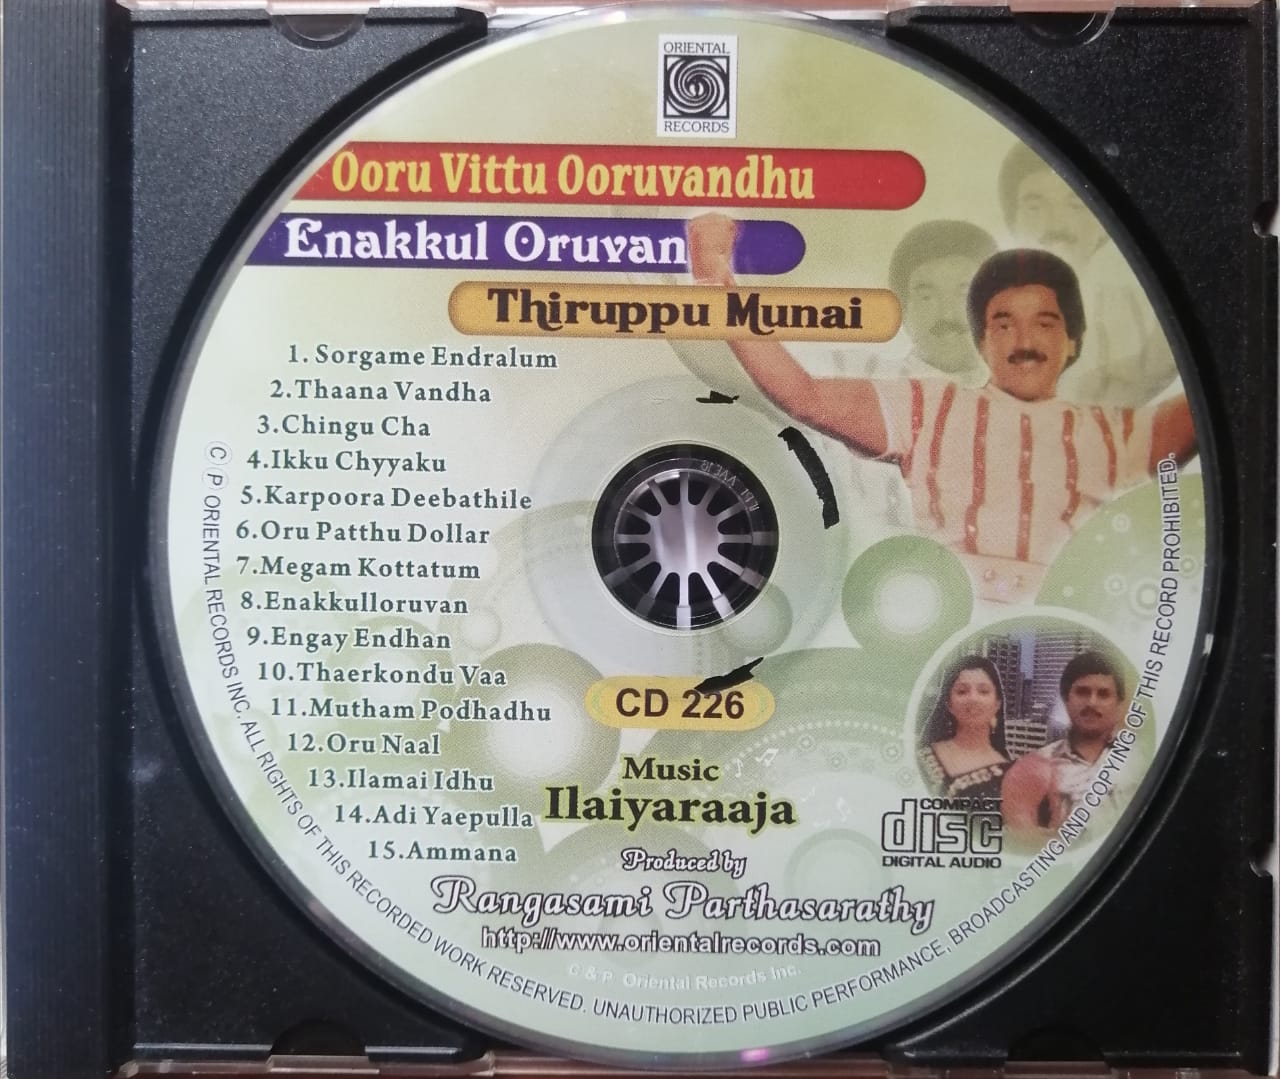 ORIENTAL
RECORDS
Ooru Vittu Ooruvandhu
Enakkul Oruvan
Thiruppu Munai
1. Sorgame Endralum
2.Thaana Vandha
3.Chingu Cha
4.Ikku Chyyaku
5.Karpoora Deebathile
6.Oru Patthu Dollar
7.Megam Kottatum
8.Enakkulloruvan
9.Engay Endhan
10.Thaerkondu Vaa
11.Mutham Podhadhu
12.Oru Naal
13.Ilamai Idhu
14.Adi Yaepulla
15.Ammana
CD 226
Music
Ilaiyaraaja
COMPACT
disc
DIGITAL AUDIO
Produced by
Rangasami Parthasarathy
http://www.orientalrecords.com
C & P Oriental Records Inc.
Ⓒ Ⓟ ORIENTAL RECORDS INC. ALL RIGHTS OF THIS RECORDED WORK RESERVED. UNAUTHORIZED PUBLIC PERFORMANCE, BROADCASTING AND COPYING OF THIS RECORD PROHIBITED.